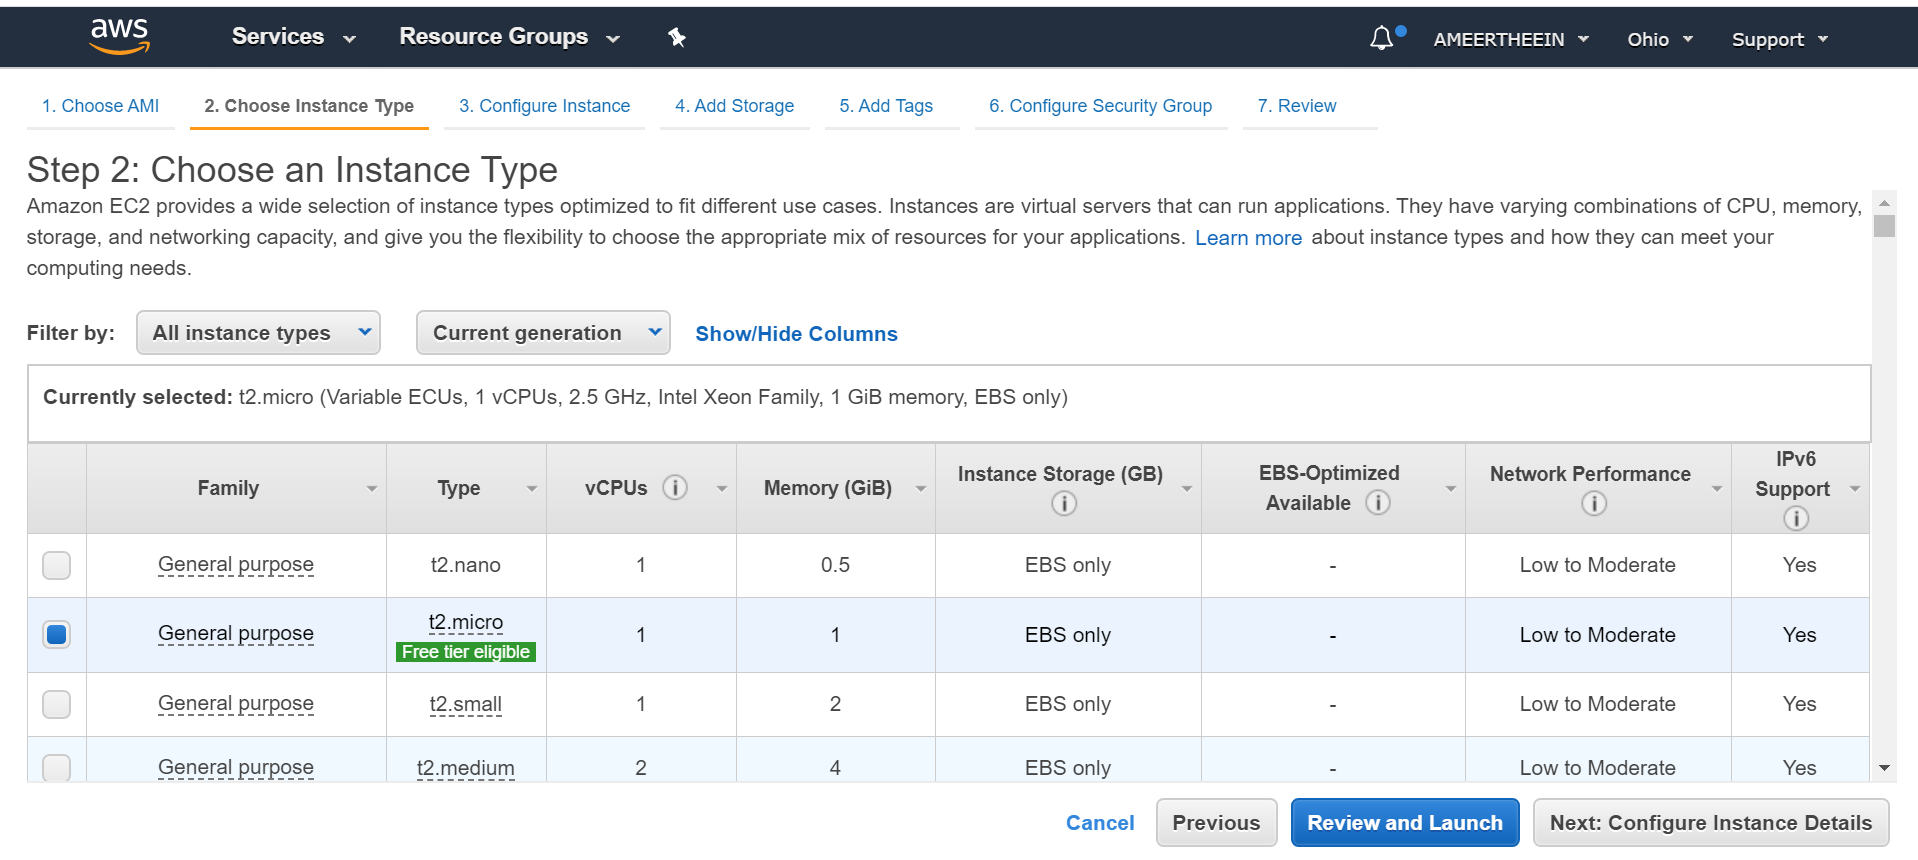 aws Services Resource Groups AMEERTHEEIN Ohio Support
1. Choose AMI 2. Choose Instance Type 3. Configure Instance 4. Add Storage 5. Add Tags 6. Configure Security Group 7. Review
Step 2: Choose an Instance Type
Amazon EC2 provides a wide selection of instance types optimized to fit different use cases. Instances are virtual servers that can run applications. They have varying combinations of CPU, memory,
storage, and networking capacity, and give you the flexibility to choose the appropriate mix of resources for your applications. Learn more about instance types and how they can meet your
computing needs.
Filter by: All instance types Current generation Show/Hide Columns
Currently selected: t2.micro (Variable ECUs, 1 vCPUs, 2.5 GHz, Intel Xeon Family, 1 GiB memory, EBS only)
Family Type vCPUs i Memory (GiB) Instance Storage (GB) i EBS-Optimized Available i Network Performance i IPv6 Support i
General purpose t2.nano 1 0.5 EBS only - Low to Moderate Yes
General purpose t2.micro Free tier eligible 1 1 EBS only - Low to Moderate Yes
General purpose t2.small 1 2 EBS only - Low to Moderate Yes
General purpose t2.medium 2 4 EBS only - Low to Moderate Yes
Cancel Previous Review and Launch Next: Configure Instance Details